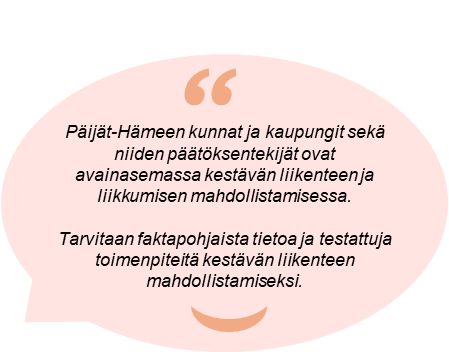 Päijät-Hämeen kunnat ja kaupungit sekä
niiden päätöksentekijät ovat
avainasemassa kestävän liikenteen ja
liikkumisen mahdollistamisessa.
Tarvitaan faktapohjaista tietoa ja testattuja
toimenpiteitä kestävän liikenteen
mahdollistamiseksi.